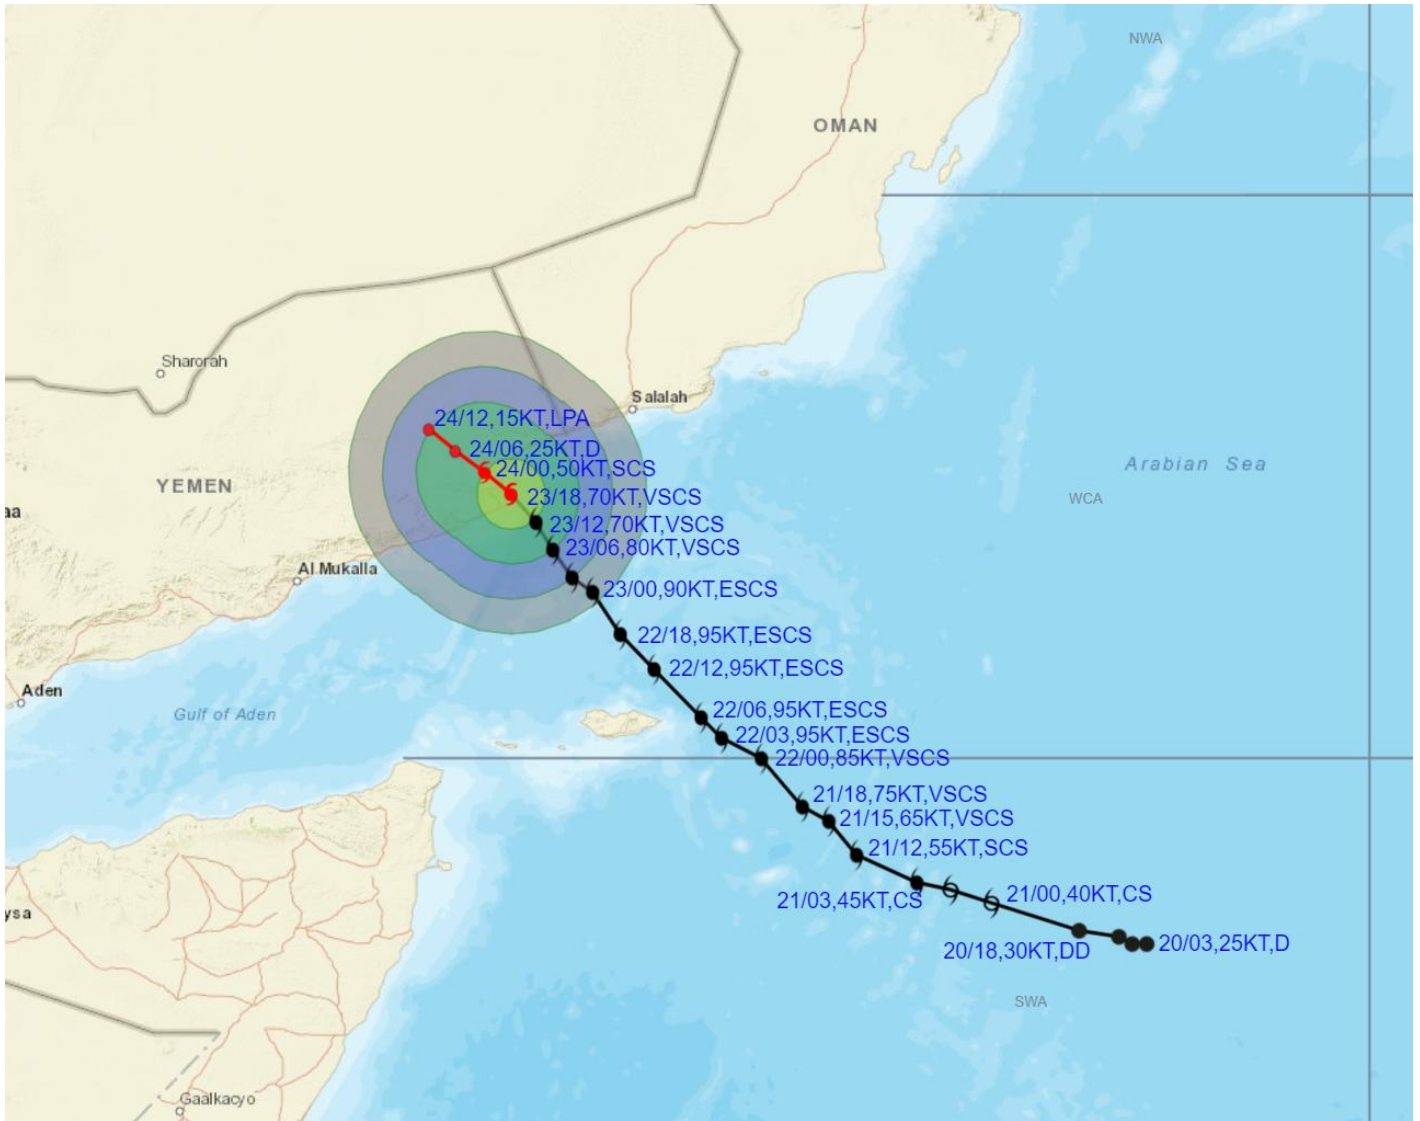 NWA
OMAN
Sharorah
Salalah
24/12,15KT,LPA
24/06,25KT,D
24/00,50KT,SCS
Arabian Sea
YEMEN
23/18,70KT,VSCS
WCA
aa
23/12,70KT,VSCS
23/06,80KT,VSCS
Al Mukalla
23/00,90KT,ESCS
22/18,95KT,ESCS
22/12,95KT,ESCS
Aden
Gulf of Aden
22/06,95KT,ESCS
22/03,95KT,ESCS
22/00,85KT,VSCS
21/18,75KT,VSCS
21/15,65KT,VSCS
21/12,55KT,SCS
21/00,40KT,CS
21/03,45KT,CS
ysa
20/03,25KT,D
20/18,30KT,DD
SWA
Gaalkacyo